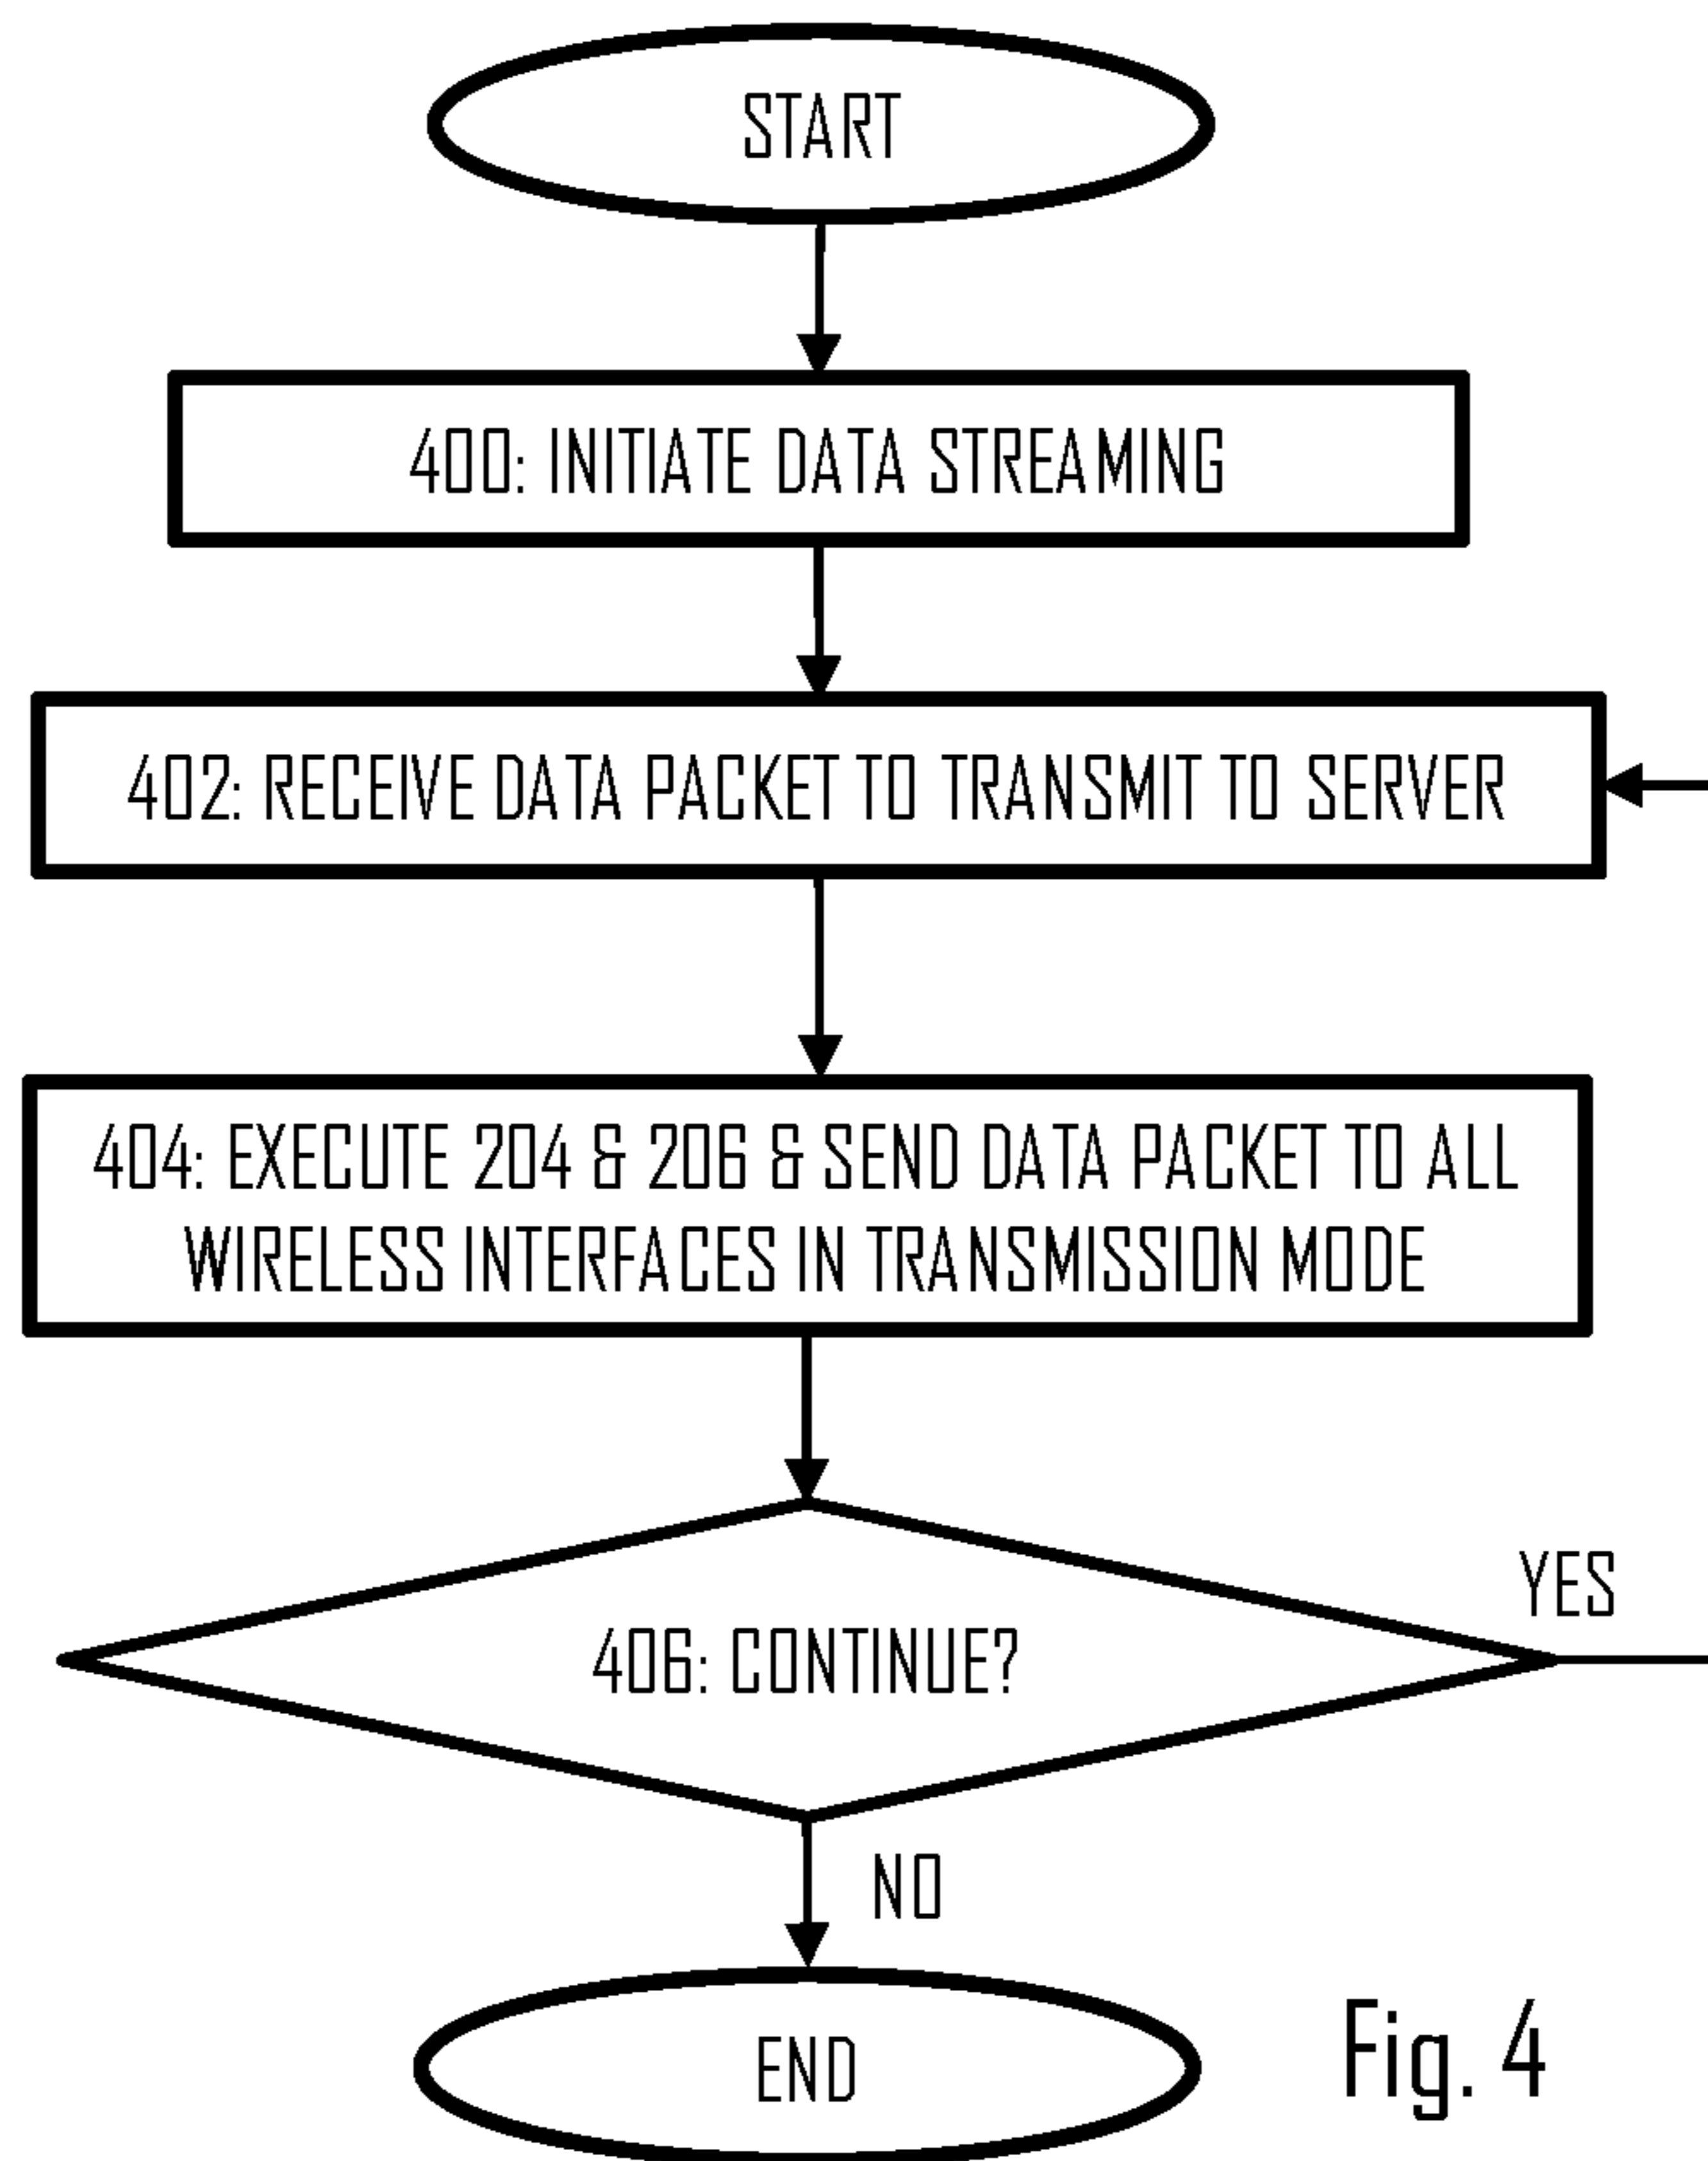 START
400: INITIATE DATA STREAMING
402: RECEIVE DATA PACKET TO TRANSMIT TO SERVER
404: EXECUTE 204 & 206 & SEND DATA PACKET TO ALL
WIRELESS INTERFACES IN TRANSMISSION MODE
YES
406: CONTINUE?
NO
END
Fig. 4